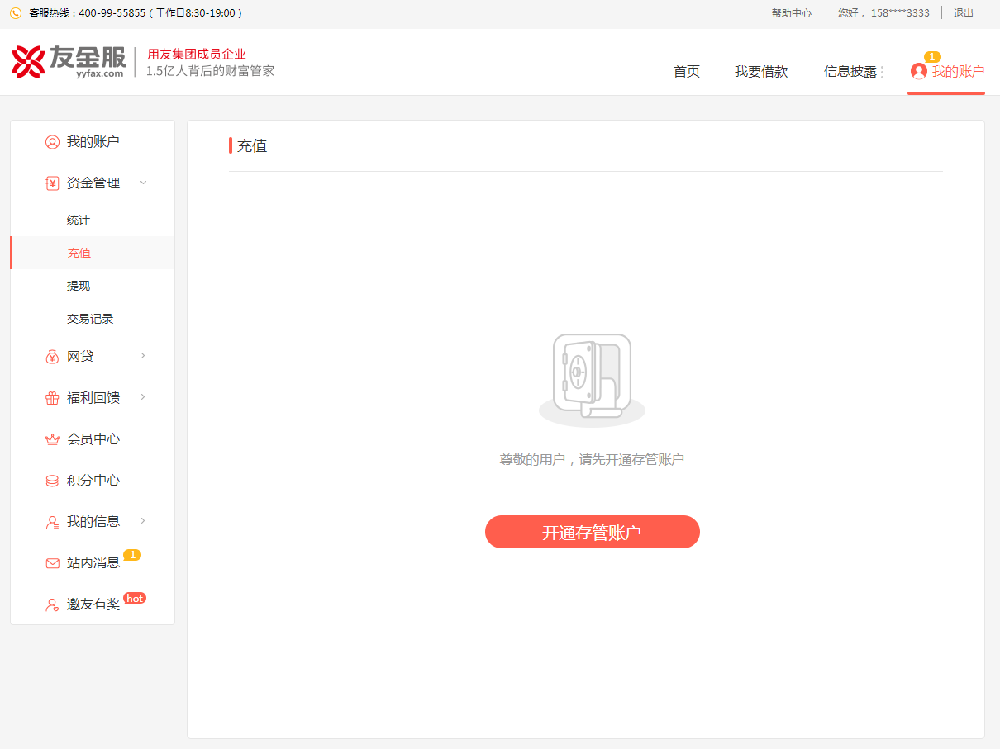 客服热线：400-99-55855（工作日8:30-19:00）
帮助中心
您好， 158****3333
退出
友金服
yyfax.com
用友集团成员企业
1.5亿人背后的财富管家
首页
我要借款
信息披露
1
我的账户
我的账户
资金管理
统计
充值
提现
交易记录
网贷
福利回馈
会员中心
积分中心
我的信息
站内消息 1
邀友有奖 hot
充值
尊敬的用户，请先开通存管账户
开通存管账户